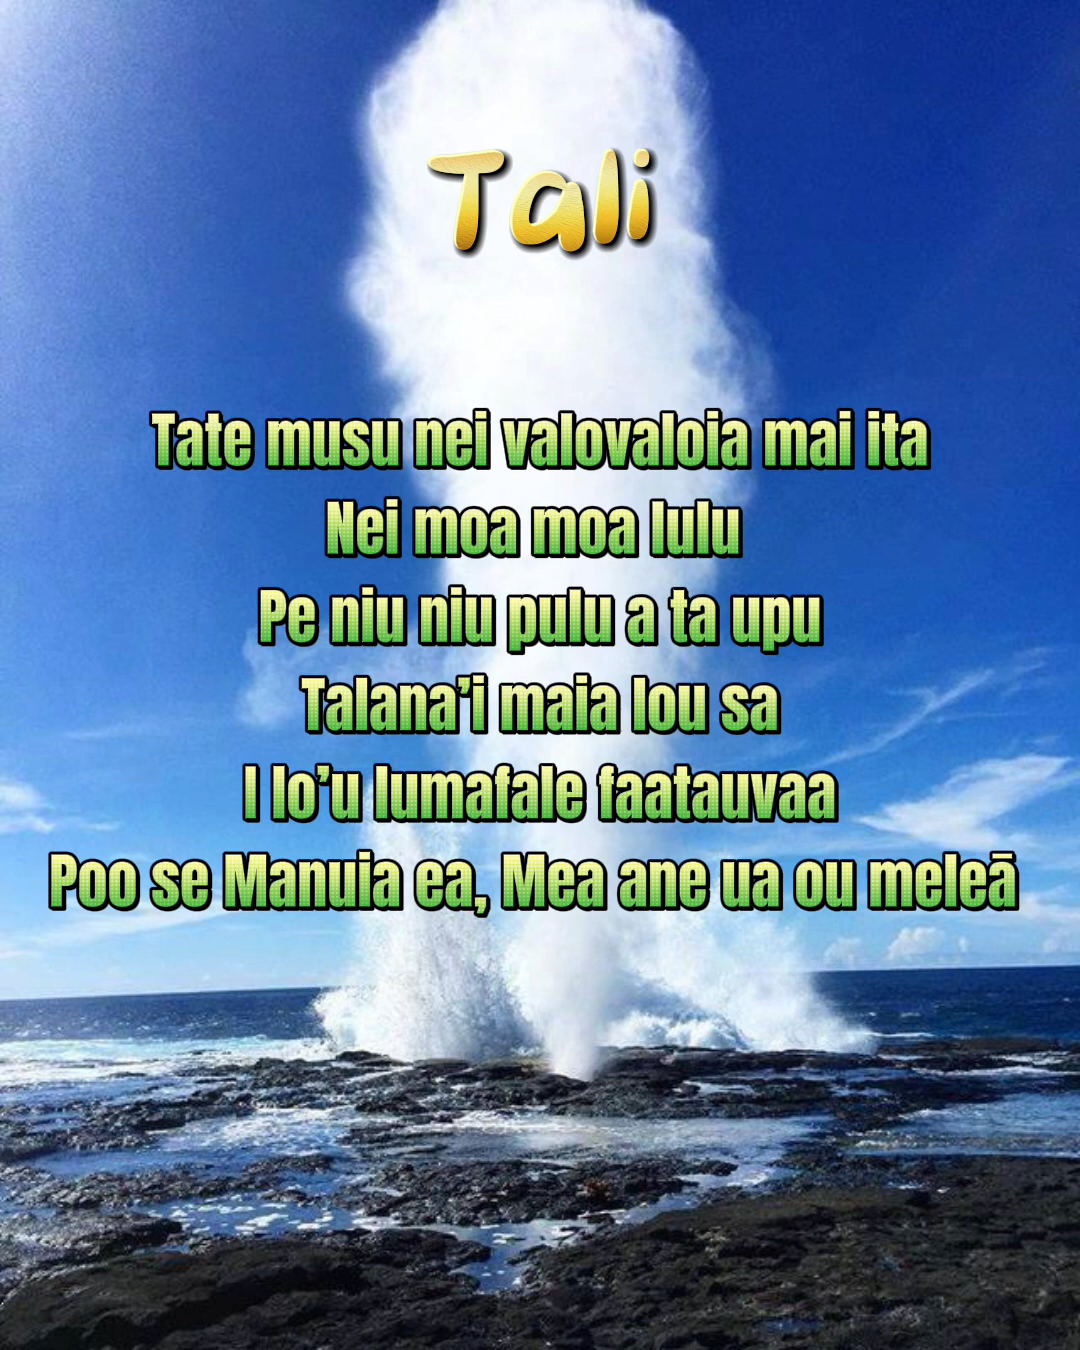 Tali
Tate musu nei valovaloia mai ita
Nei moa moa lulu
Pe niu niu pulu a ta upu
Talana’i maia lou sa
I lo’u lumafale faatauvaa
Poo se Manuia ea, Mea ane ua ou meleā